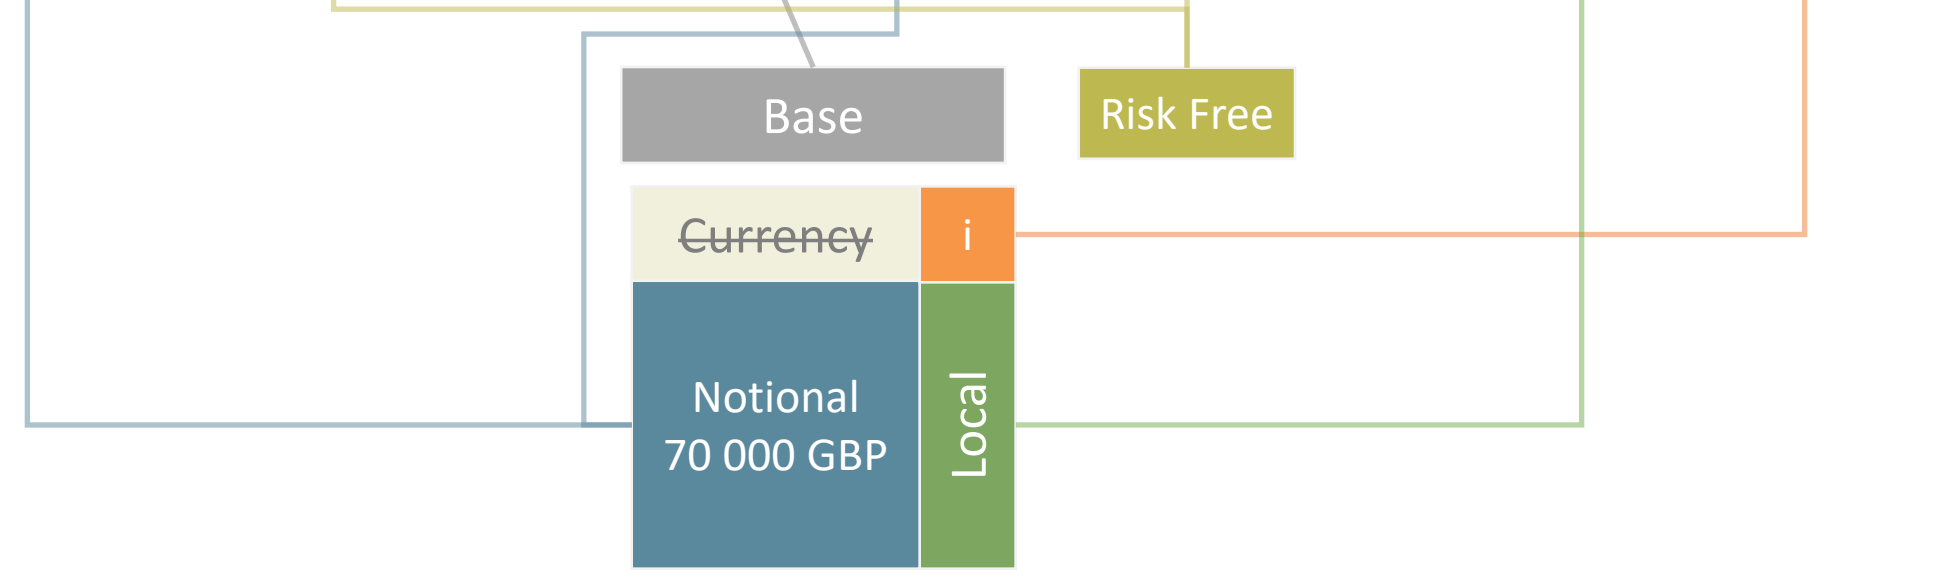 Base
Risk Free
Currency
i
Notional
70 000 GBP
Local